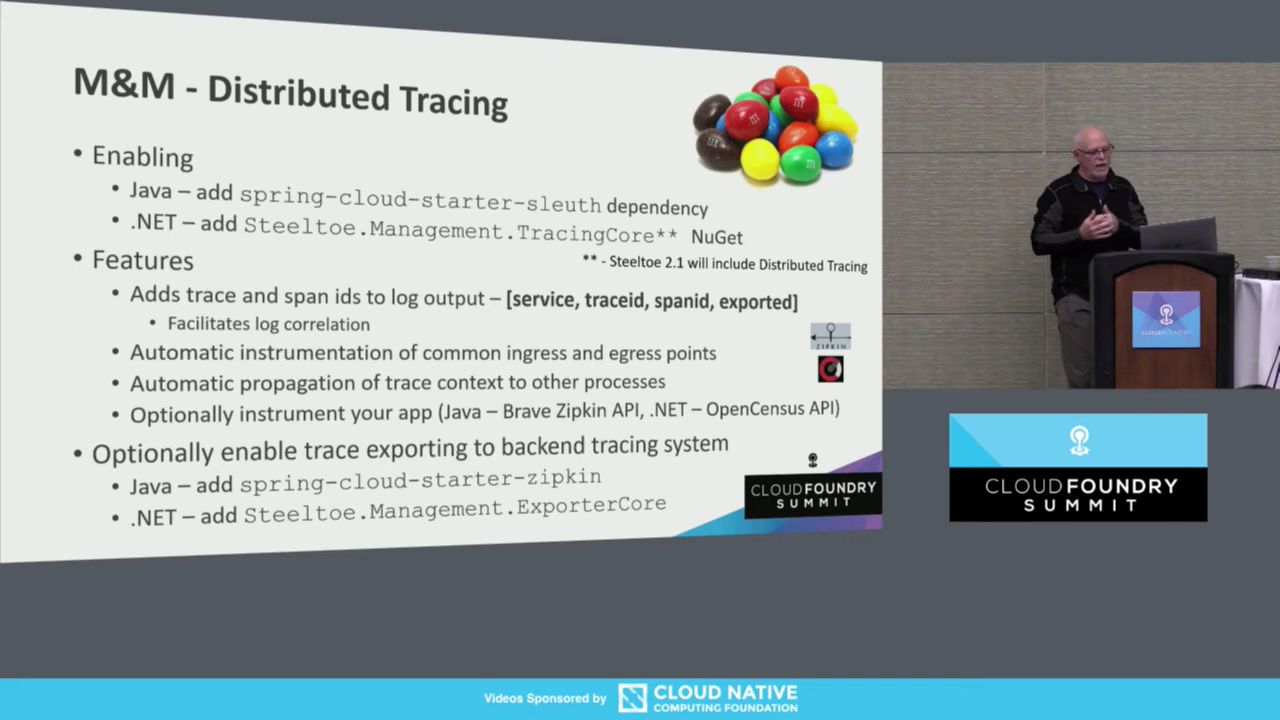 M&M - Distributed Tracing
• Enabling
• Java – add spring-cloud-starter-sleuth dependency
• .NET – add Steeltoe.Management.TracingCore** NuGet
** - Steeltoe 2.1 will include Distributed Tracing
• Features
• Adds trace and span ids to log output – [service, traceid, spanid, exported]
• Facilitates log correlation
• Automatic instrumentation of common ingress and egress points
• Automatic propagation of trace context to other processes
• Optionally instrument your app (Java – Brave Zipkin API, .NET – OpenCensus API)
• Optionally enable trace exporting to backend tracing system
• Java – add spring-cloud-starter-zipkin
• .NET – add Steeltoe.Management.ExporterCore
ZIPKIN
CLOUDFOUNDRY
SUMMIT
CLOUDFOUNDRY
CLOUDFOUNDRY
SUMMIT
Videos Sponsored by
CLOUD NATIVE
COMPUTING FOUNDATION